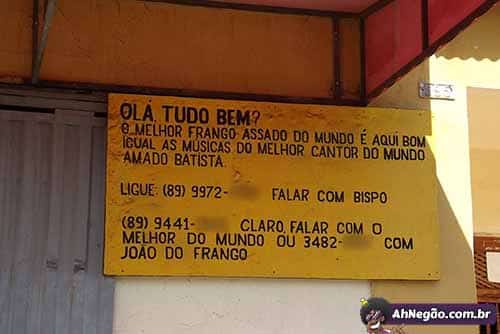 OLÁ, TUDO BEM?
O MELHOR FRANGO ASSADO DO MUNDO É AQUI BOM
IGUAL AS MÚSICAS DO MELHOR CANTOR DO MUNDO
AMADO BATISTA.
LIGUE: (89) 9972- FALAR COM BISPO
(89) 9441- CLARO, FALAR COM O
MELHOR DO MUNDO OU 3482- COM
JOÃO DO FRANGO
AhNegão.com.br